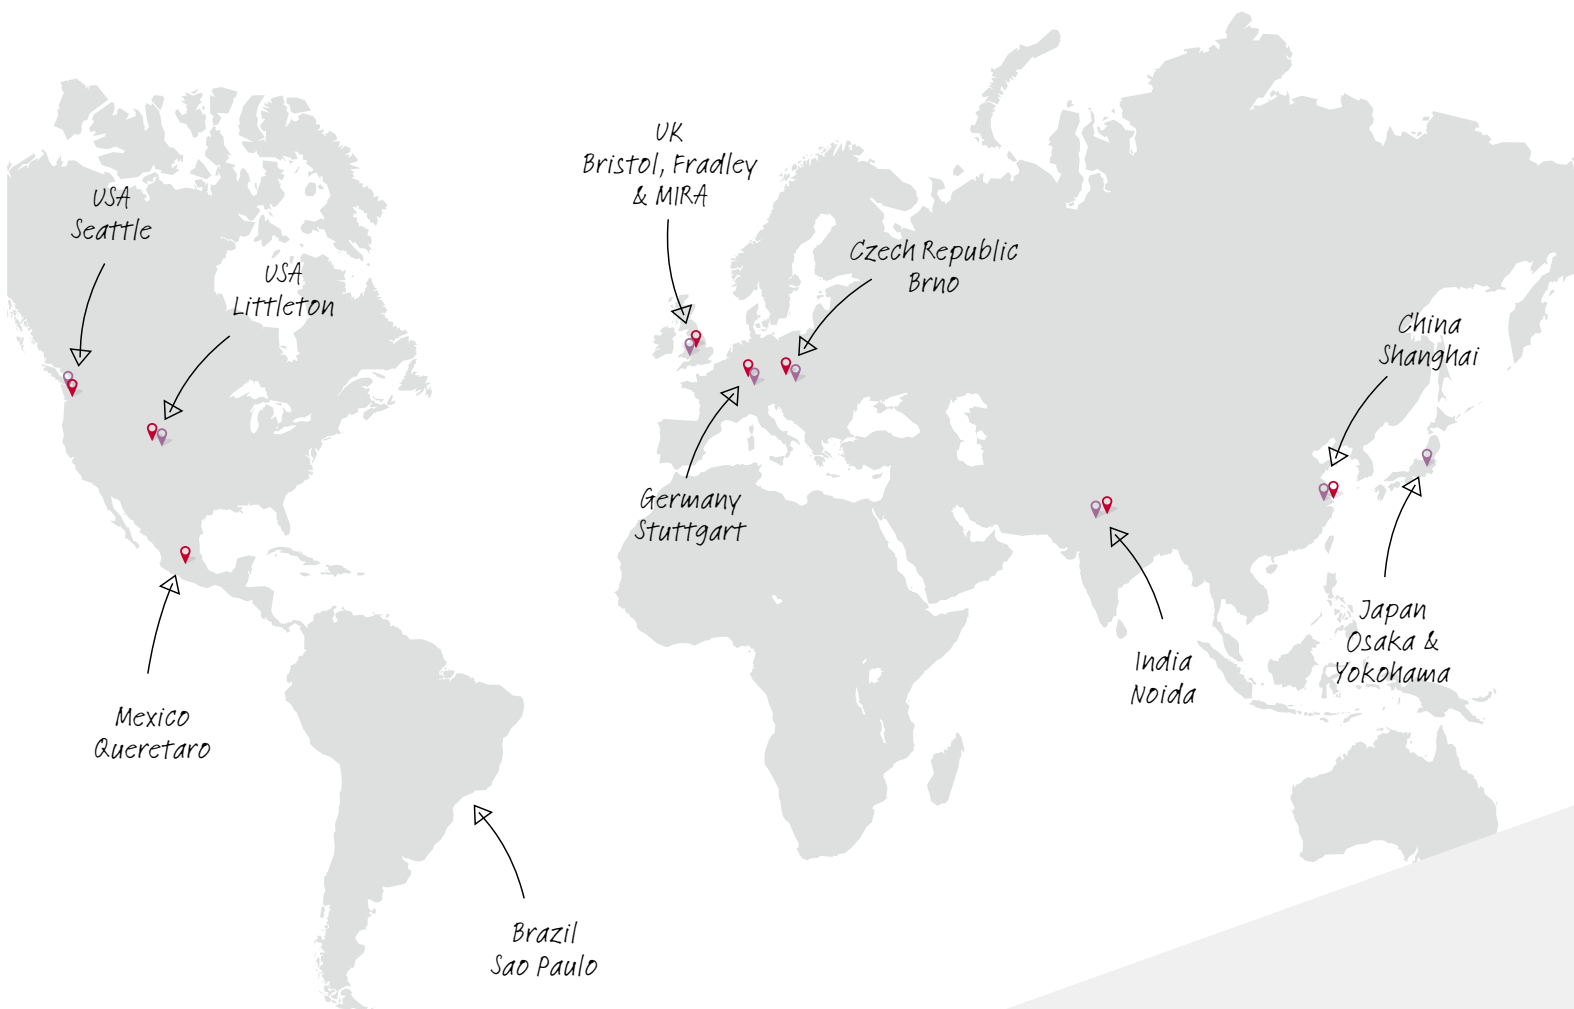 UK
Bristol, Fradley
& MIRA
USA
Seattle
Czech Republic
Brno
USA
Littleton
China
Shanghai
Germany
Stuttgart
Japan
Osaka &
Yokohama
India
Noida
Mexico
Queretaro
Brazil
Sao Paulo